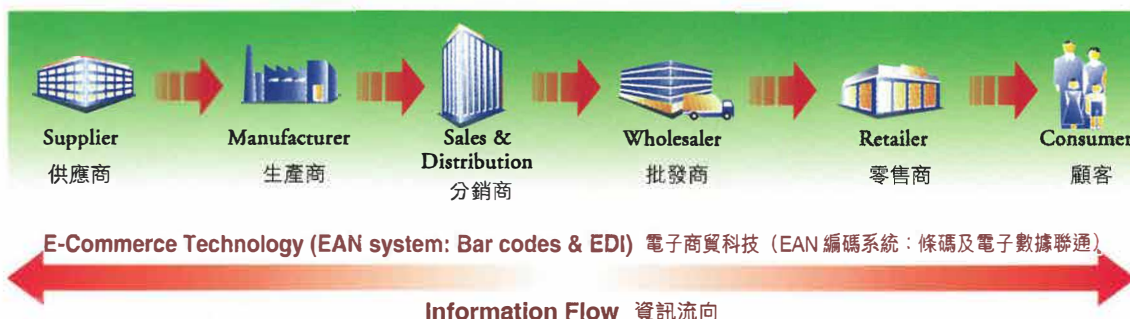 Supplier
供應商
Manufacturer
生產商
Sales &
Distribution
分銷商
Wholesaler
批發商
Retailer
零售商
Consumer
顧客
E-Commerce Technology (EAN system: Bar codes & EDI) 電子商貿科技（EAN 編碼系統：條碼及電子數據聯通）
Information Flow 資訊流向